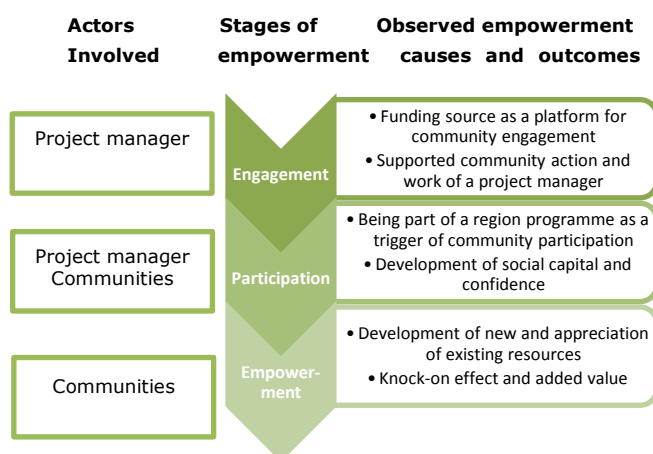 Actors Involved
Stages of empowerment
Observed empowerment causes and outcomes
Project manager
Engagement
• Funding source as a platform for
community engagement
• Supported community action and
work of a project manager
Project manager
Communities
Participation
• Being part of a region programme as a
trigger of community participation
• Development of social capital and
confidence
Communities
Empower-
ment
• Development of new and appreciation
of existing resources
• Knock-on effect and added value